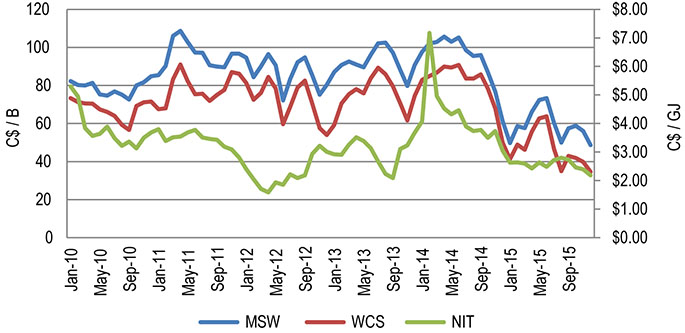 120
100
80
60
40
20
0
C$ / B
$8.00
$7.00
$6.00
$5.00
$4.00
$3.00
$2.00
$1.00
$0.00
C$ / GJ
Jan-10
May-10
Sep-10
Jan-11
May-11
Sep-11
Jan-12
May-12
Sep-12
Jan-13
May-13
Sep-13
Jan-14
May-14
Sep-14
Jan-15
May-15
Sep-15
MSW
WCS
NIT